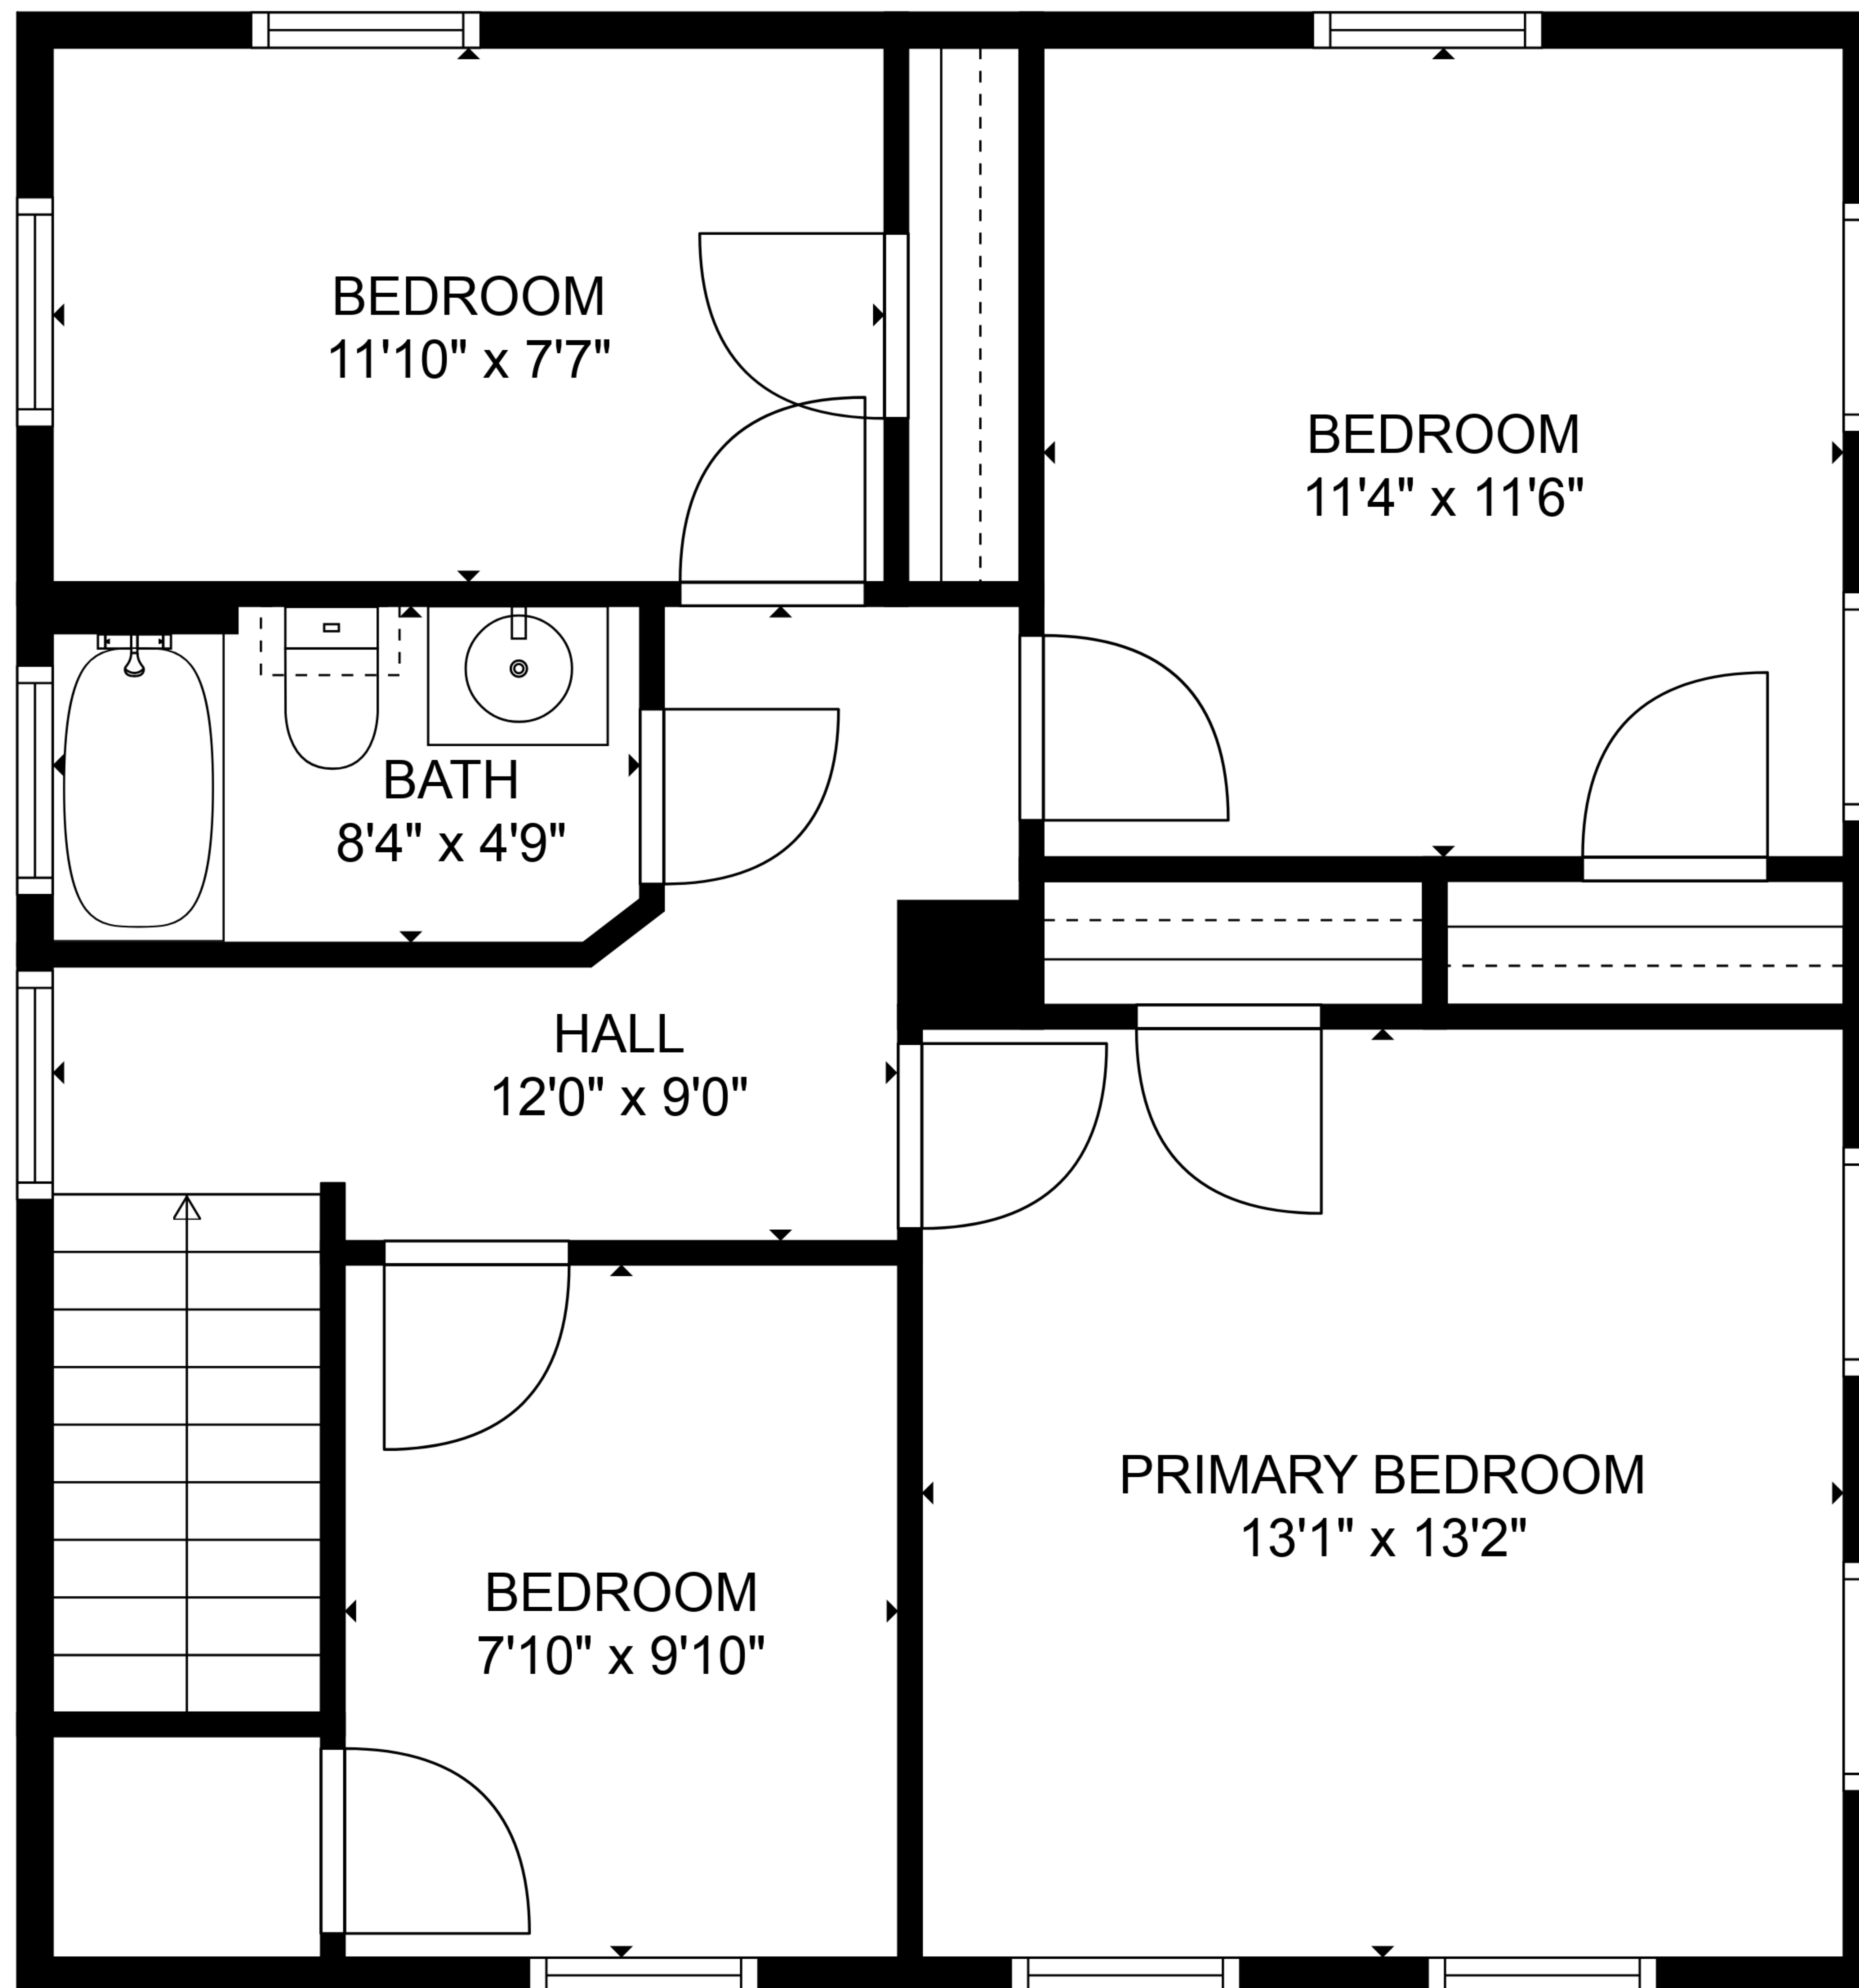 BEDROOM
11'10" x 7'7"
BEDROOM
11'4" x 11'6"
BATH
8'4" x 4'9"
HALL
12'0" x 9'0"
PRIMARY BEDROOM
13'1" x 13'2"
BEDROOM
7'10" x 9'10"